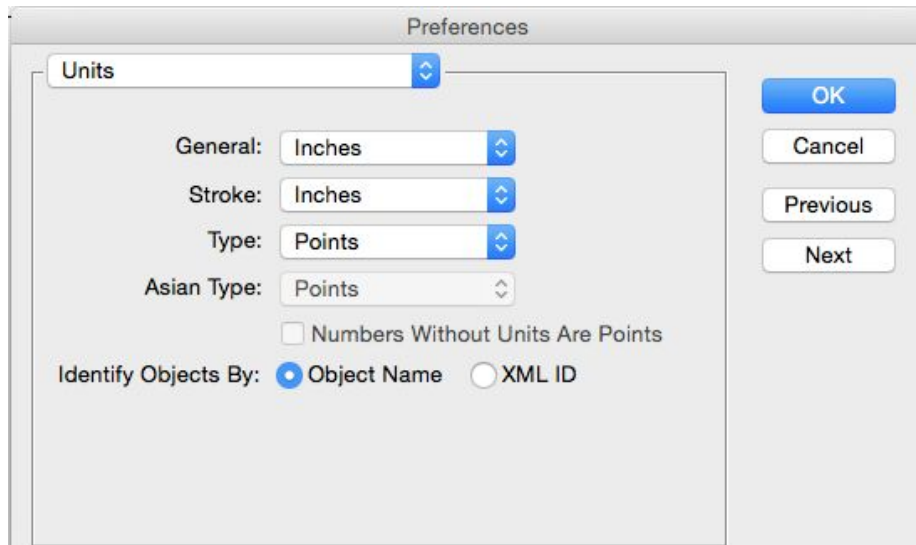 Preferences
Units
OK
General: Inches
Cancel
Stroke: Inches
Previous
Type: Points
Next
Asian Type: Points
Numbers Without Units Are Points
Identify Objects By: Object Name XML ID